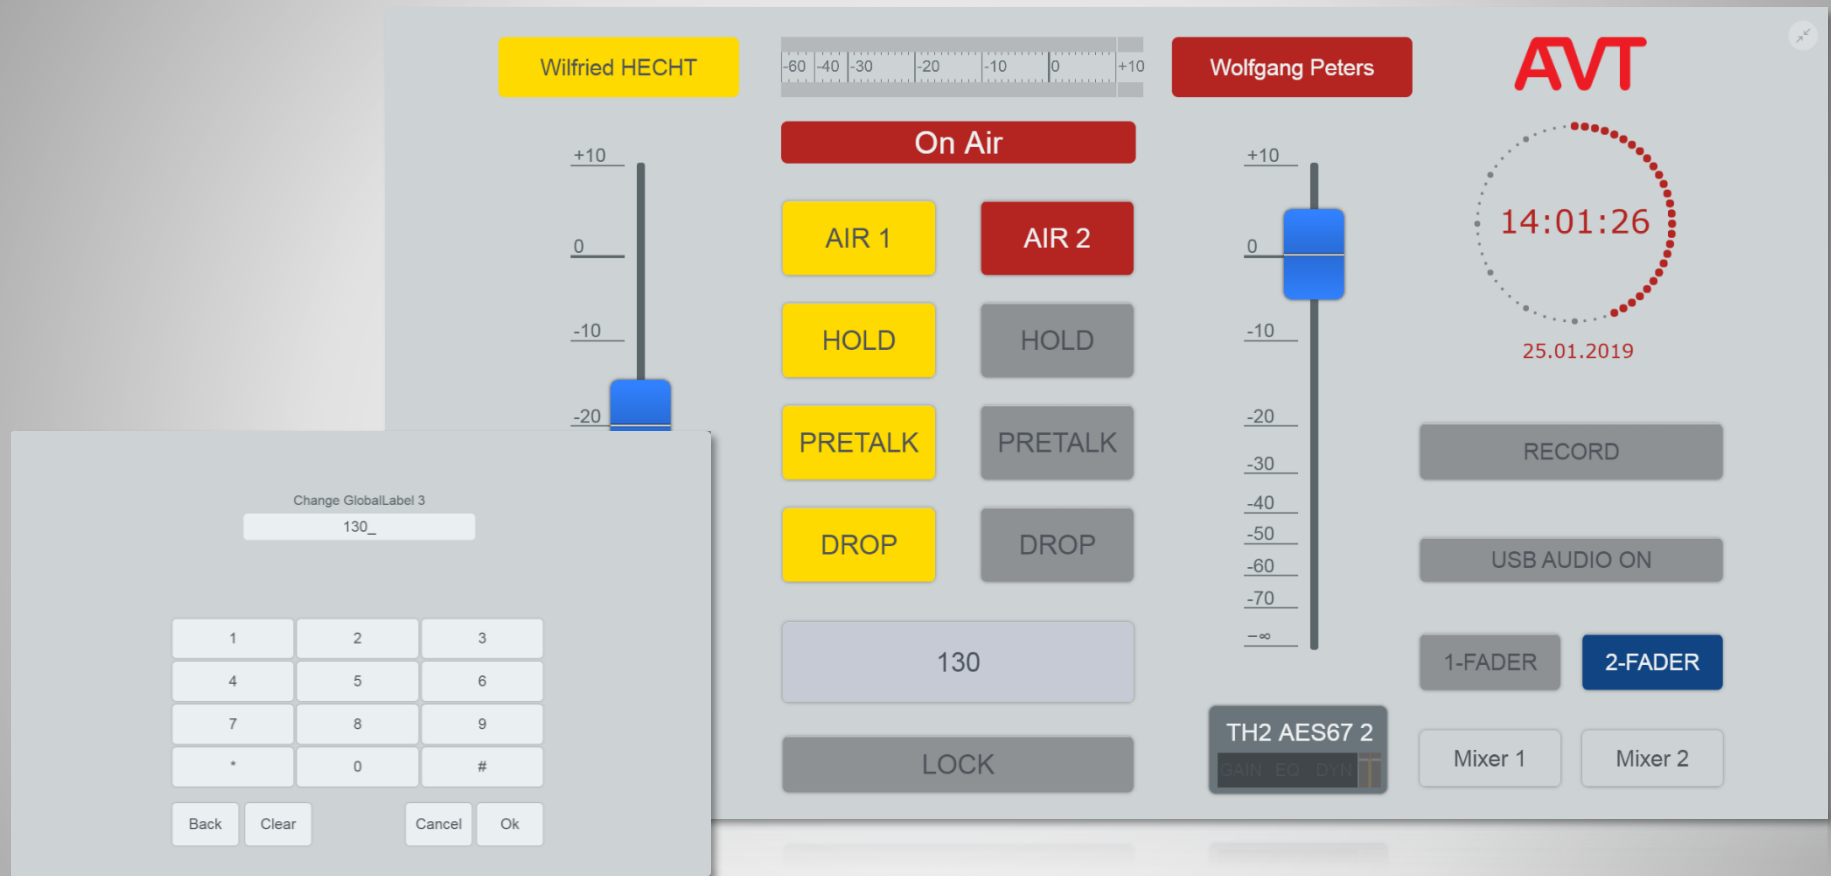 Wilfried HECHT
-60 -40 -30 -20 -10 0 +10
Wolfgang Peters
AVT
On Air
+10
0
-10
-20
AIR 1
AIR 2
HOLD
HOLD
PRETALK
PRETALK
DROP
DROP
130
LOCK
+10
0
-10
-20
-30
-40
-50
-60
-70
-∞
TH2 AES67 2
GAIN EQ DYN
14:01:26
25.01.2019
RECORD
USB AUDIO ON
1-FADER
2-FADER
Mixer 1
Mixer 2
Change GlobalLabel 3
130_
1 2 3
4 5 6
7 8 9
* 0 #
Back Clear Cancel Ok